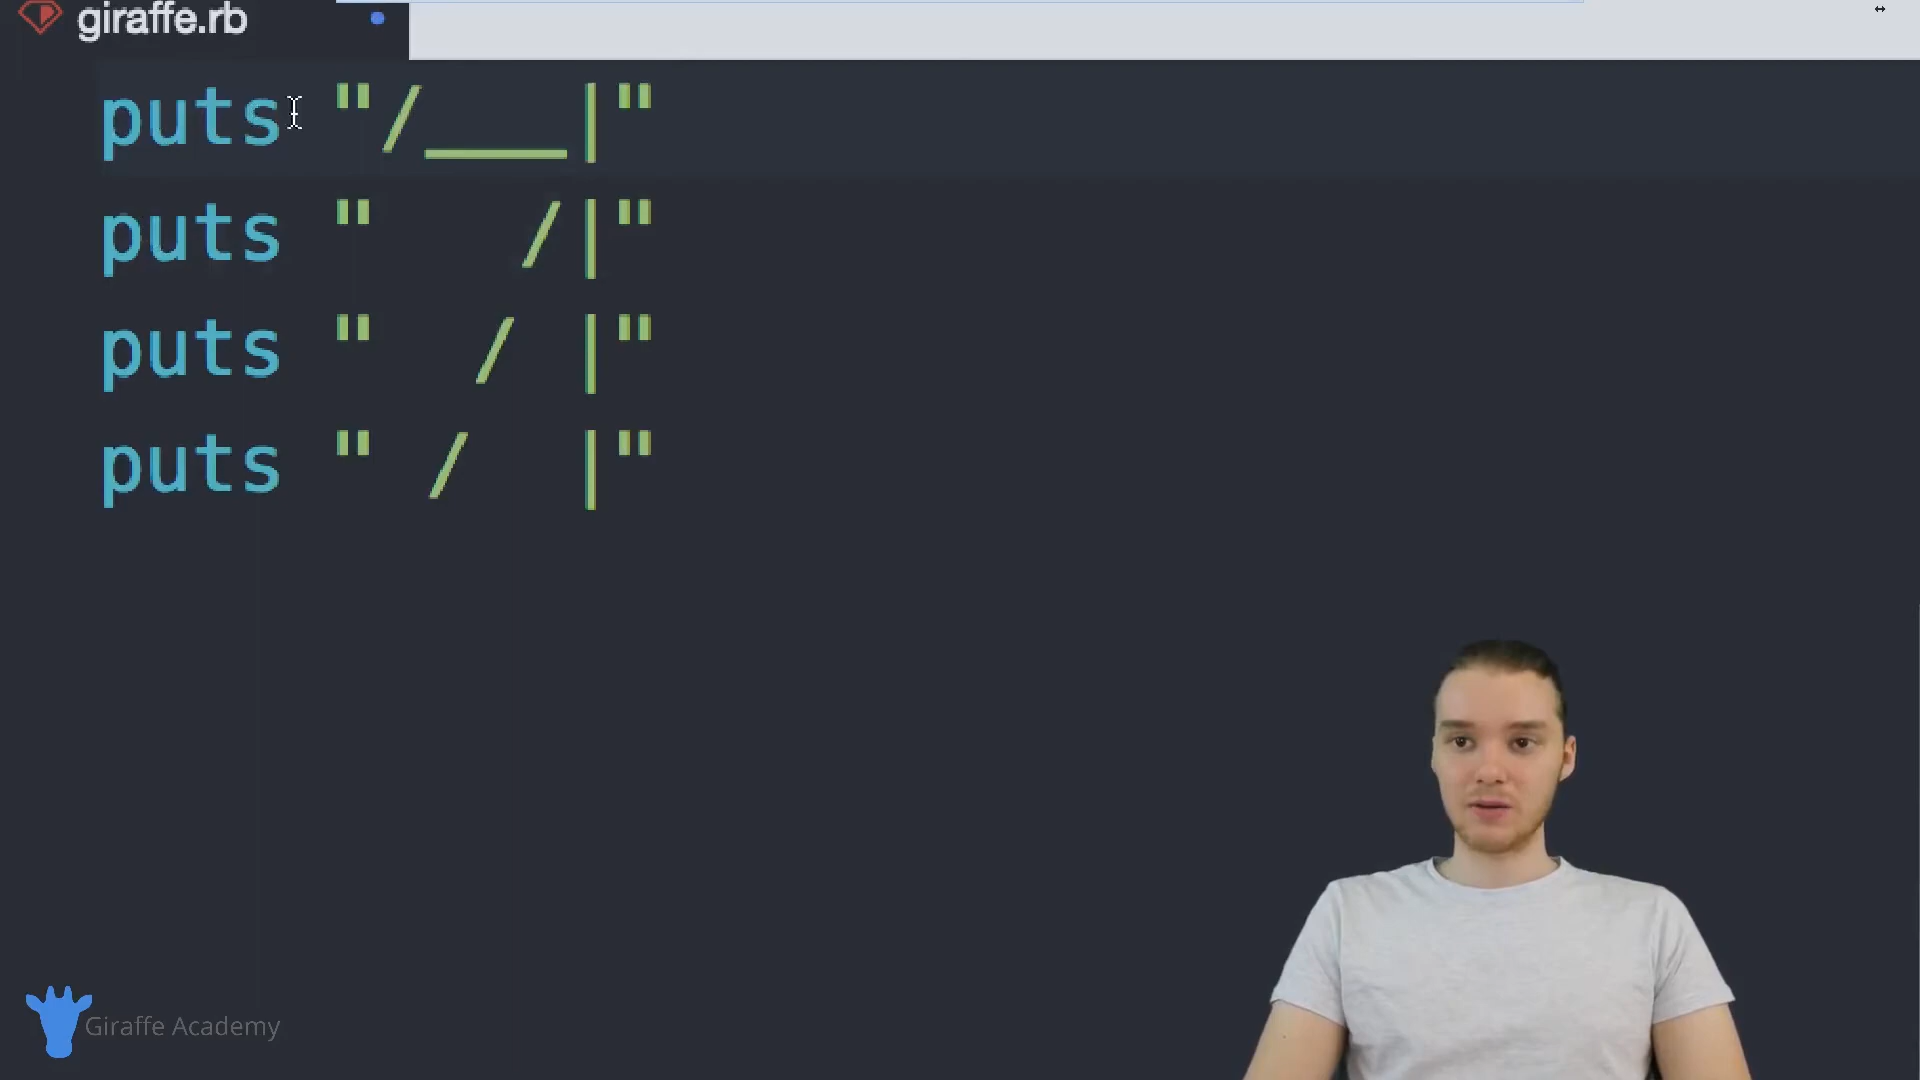 giraffe.rb
puts "/___|"
puts "   /|"
puts "  / |"
puts " /  |"
Giraffe Academy